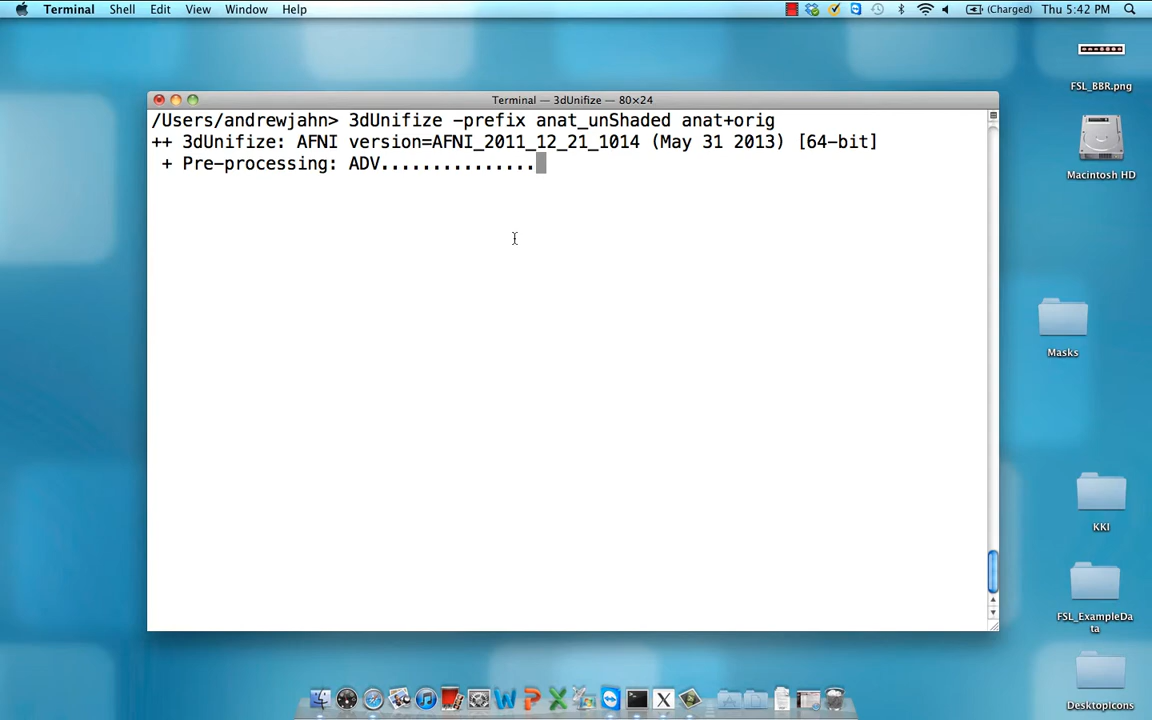 Terminal Shell Edit View Window Help (Charged) Thu 5:42 PM
FSL_BBR.png
Terminal — 3dUnifize — 80×24
/Users/andrewjahn> 3dUnifize -prefix anat_unShaded anat+orig
++ 3dUnifize: AFNI version=AFNI_2011_12_21_1014 (May 31 2013) [64-bit]
+ Pre-processing: ADV...............
Macintosh HD
Masks
KKI
FSL_ExampleDa
ta
DesktopIcons